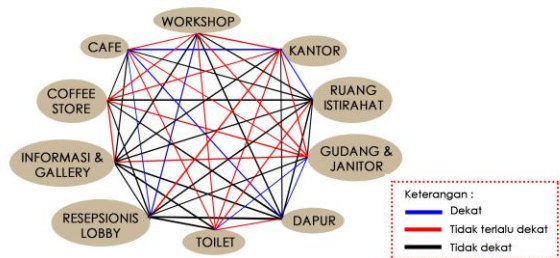 WORKSHOP
CAFE
KANTOR
COFFEE
STORE
RUANG
ISTIRAHAT
INFORMASI &
GALLERY
GUDANG &
JANITOR
RESEPSIONIS
LOBBY
TOILET
DAPUR
Keterangan :
Dekat
Tidak terlalu dekat
Tidak dekat